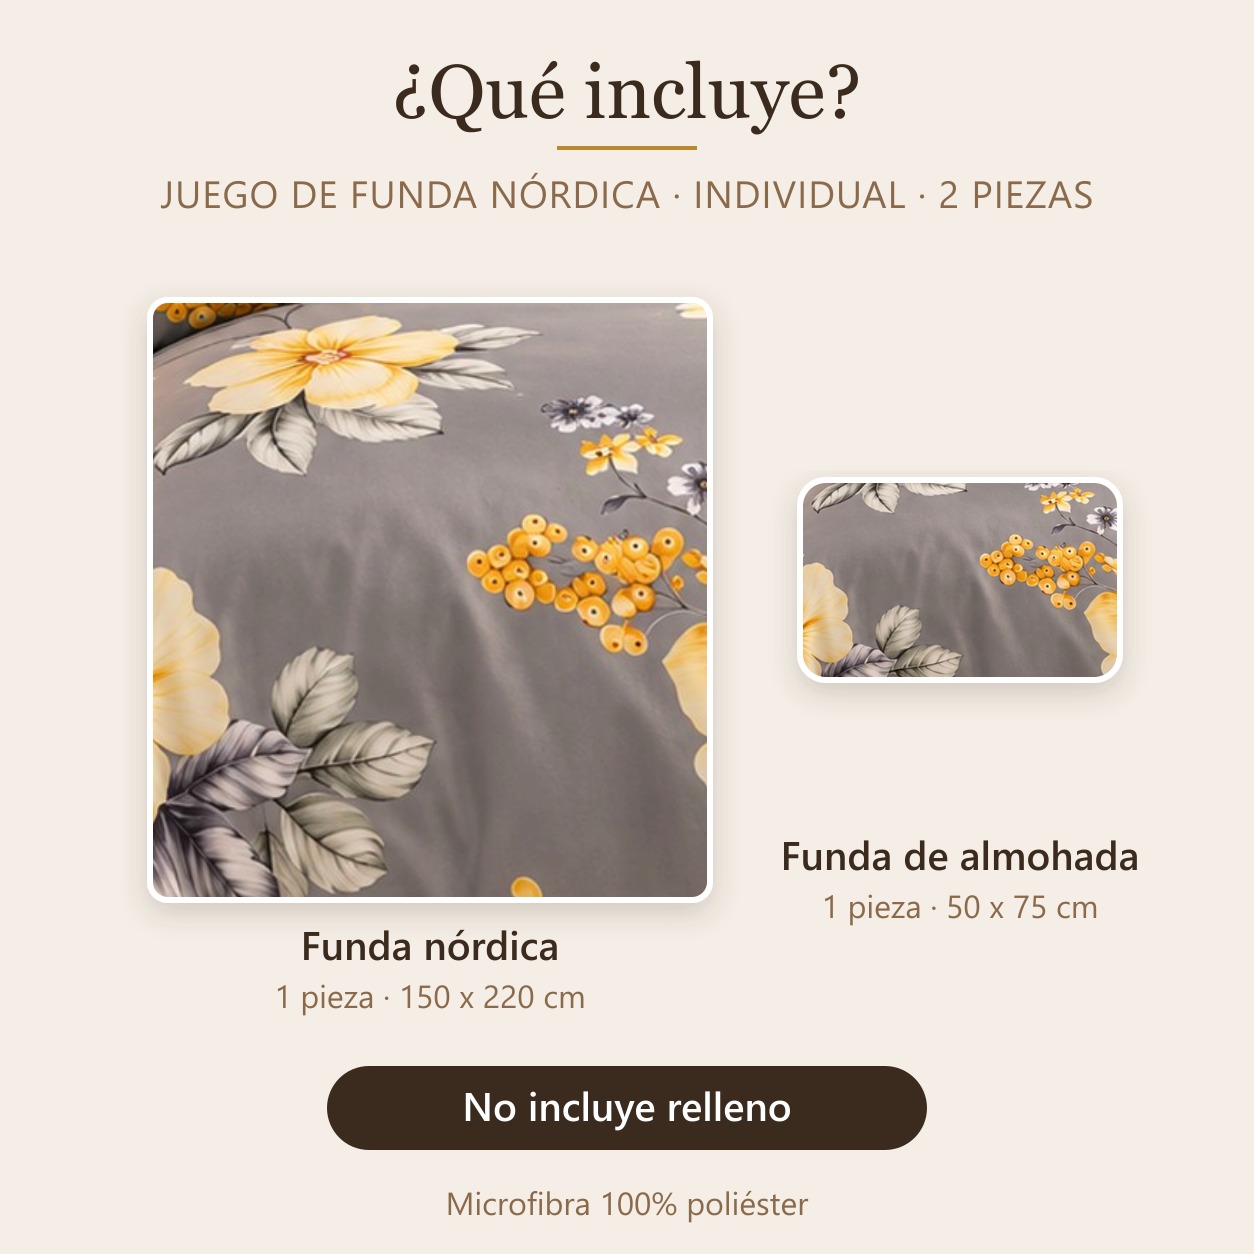 ¿Qué incluye?
JUEGO DE FUNDA NÓRDICA · INDIVIDUAL · 2 PIEZAS
Funda nórdica
1 pieza · 150 x 220 cm
Funda de almohada
1 pieza · 50 x 75 cm
No incluye relleno
Microfibra 100% poliéster